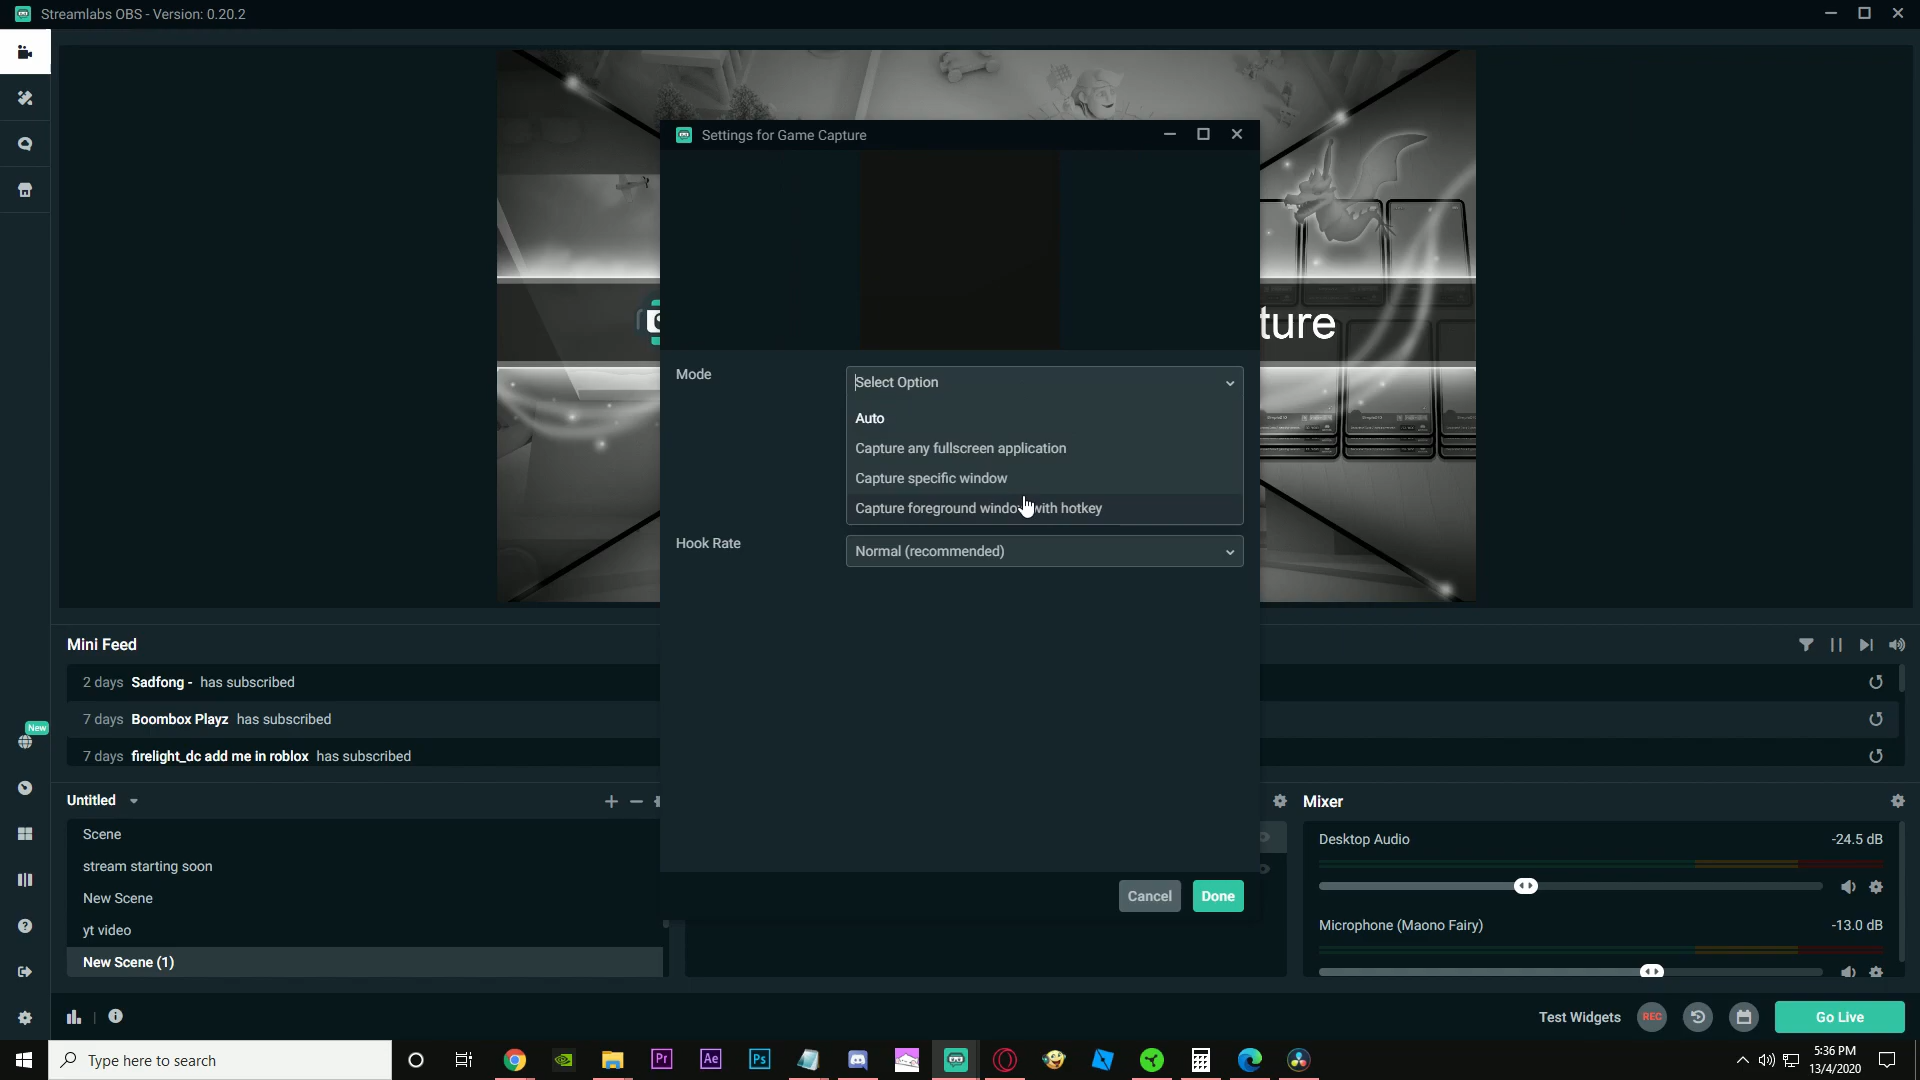 Streamlabs OBS - Version: 0.20.2
Settings for Game Capture
ture
Mode
Select Option
Auto
Capture any fullscreen application
Capture specific window
Capture foreground window with hotkey
Hook Rate
Normal (recommended)
Mini Feed
2 days Sadfong - has subscribed
7 days Boombox Playz has subscribed
7 days firelight_dc add me in roblox has subscribed
New
Untitled
Scene
stream starting soon
New Scene
yt video
New Scene (1)
Cancel
Done
Mixer
Desktop Audio
-24.5 dB
Microphone (Maono Fairy)
-13.0 dB
Test Widgets
REC
Go Live
Type here to search
Pr
Ae
Ps
5:36 PM
13/4/2020